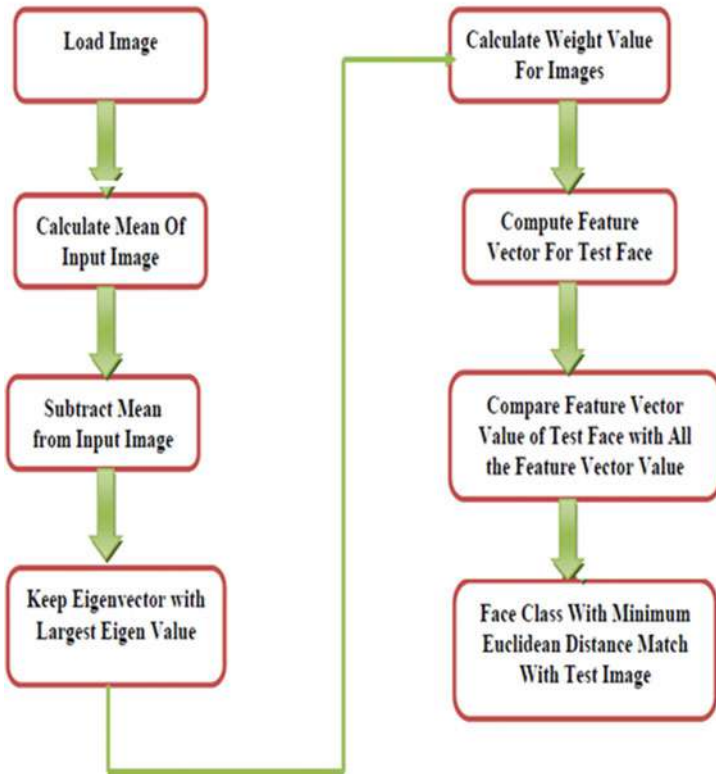 Load Image
Calculate Mean Of
Input Image
Subtract Mean
from Input Image
Keep Eigenvector with
Largest Eigen Value
Calculate Weight Value
For Images
Compute Feature
Vector For Test Face
Compare Feature Vector
Value of Test Face with All
the Feature Vector Value
Face Class With Minimum
Euclidean Distance Match
With Test Image